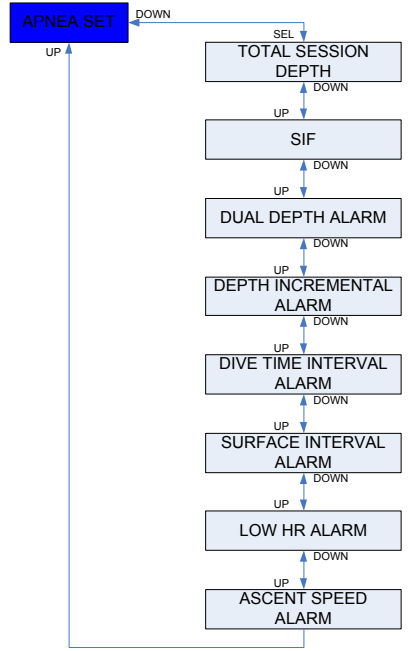 APNEA SET
DOWN
UP
SEL
TOTAL SESSION
DEPTH
DOWN
UP
SIF
DOWN
UP
DUAL DEPTH ALARM
DOWN
UP
DEPTH INCREMENTAL
ALARM
DOWN
UP
DIVE TIME INTERVAL
ALARM
DOWN
UP
SURFACE INTERVAL
ALARM
DOWN
UP
LOW HR ALARM
DOWN
UP
ASCENT SPEED
ALARM